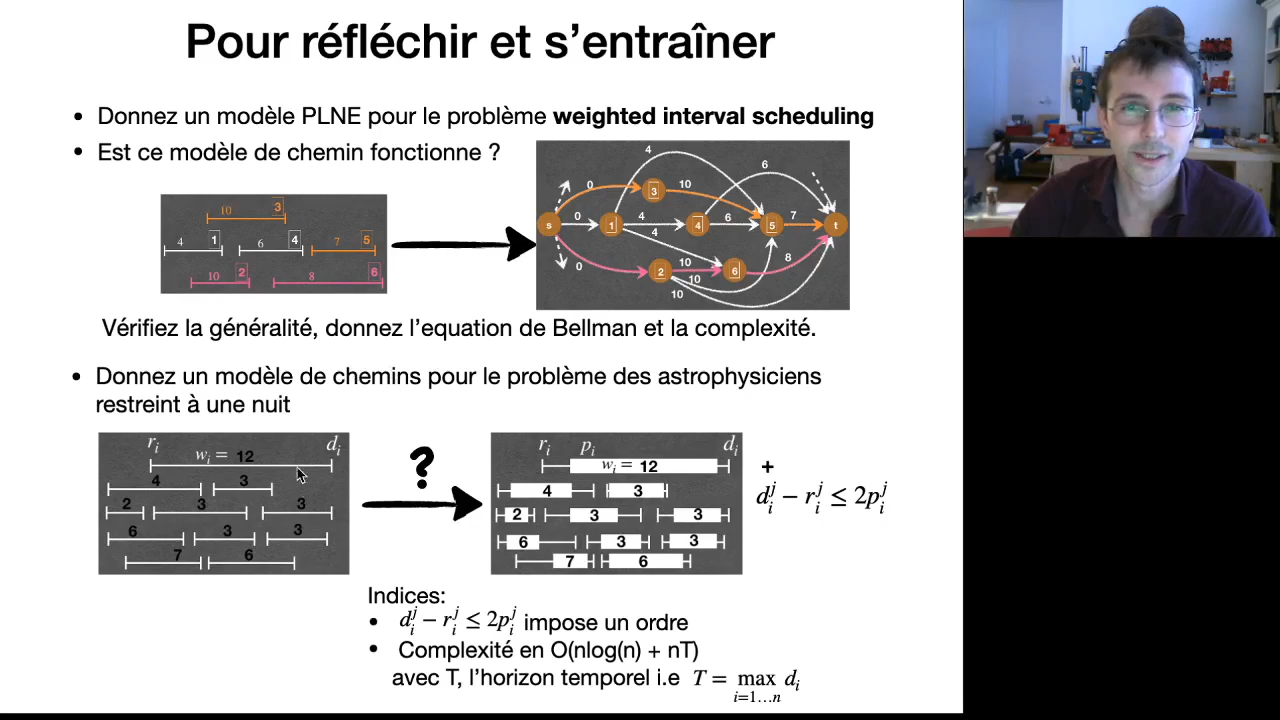 Pour réfléchir et s'entraîner
• Donnez un modèle PLNE pour le problème weighted interval scheduling
• Est ce modèle de chemin fonctionne ?
10 3
4 1 6 4 7 5
10 2 8 6
4 6
0 3 10
s 0 1 4 4 6 5 7 t
4
0 2 10 6 8
10
10
Vérifiez la généralité, donnez l'equation de Bellman et la complexité.
• Donnez un modèle de chemins pour le problème des astrophysiciens
restreint à une nuit
r_i d_i
w_i = 12
4 3
2 3 3
6 3 3
7 6
?
r_i p_i d_i
w_i = 12
4 3
2 3 3
6 3 3
7 6
+
d_i^j − r_i^j ≤ 2p_i^j
Indices:
• d_i^j − r_i^j ≤ 2p_i^j impose un ordre
• Complexité en O(nlog(n) + nT)
avec T, l'horizon temporel i.e T = max d_i
i=1…n